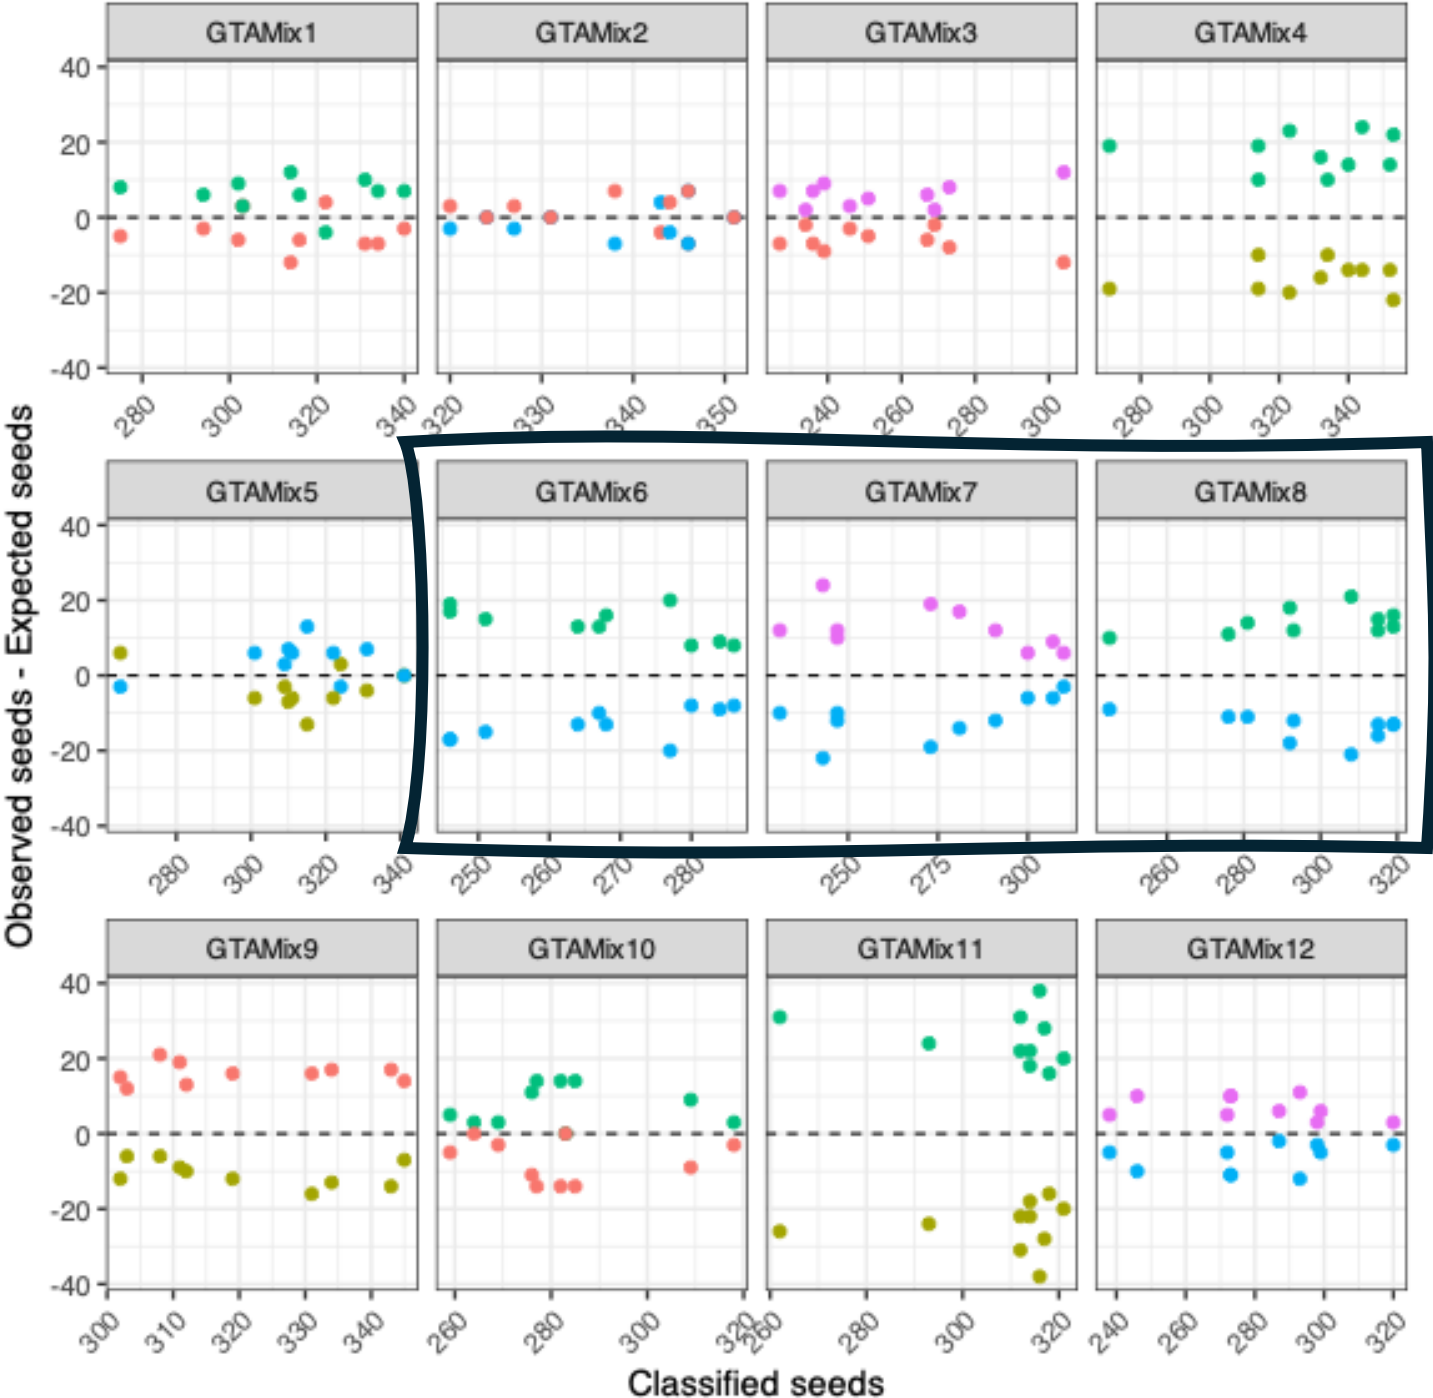 GTAMix1 GTAMix2 GTAMix3 GTAMix4
40
20
0
-20
-40
280 300 320 340 320 330 340 350 240 260 280 300 280 300 320 340
GTAMix5 GTAMix6 GTAMix7 GTAMix8
40
20
0
-20
-40
280 300 320 340 250 260 270 280 250 275 300 260 280 300 320
Observed seeds - Expected seeds
GTAMix9 GTAMix10 GTAMix11 GTAMix12
40
20
0
-20
-40
300 310 320 330 340 260 280 300 320 260 280 300 320 240 260 280 300 320
Classified seeds